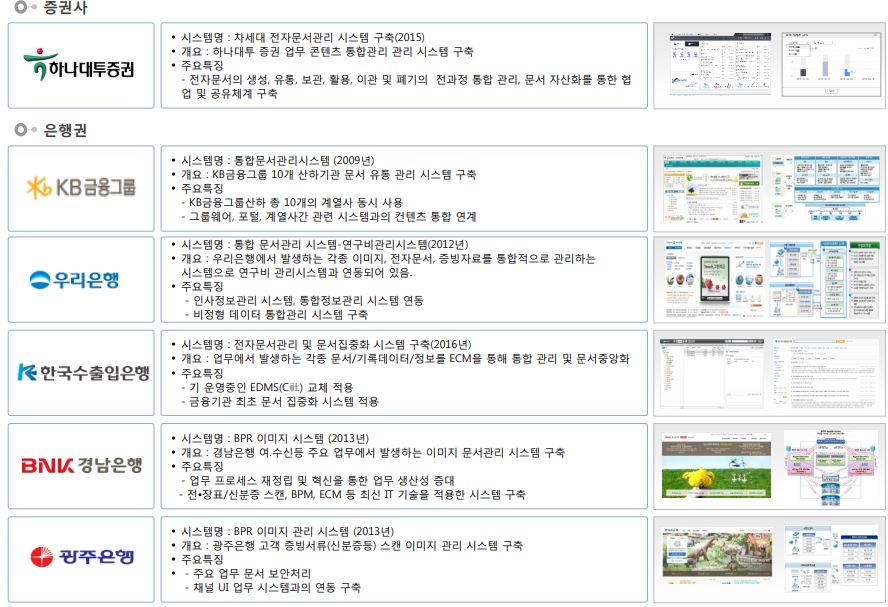 증권사
하나대투증권
• 시스템명 : 차세대 전자문서관리 시스템 구축(2015)
• 개요 : 하나대투 증권 업무 콘텐츠 통합관리 관리 시스템 구축
• 주요특징
- 전자문서의 생성, 유통, 보관, 활용, 이관 및 폐기의 전과정 통합 관리, 문서 자산화를 통한 협
업 및 공유체계 구축
은행권
KB금융그룹
• 시스템명 : 통합문서관리시스템 (2009년)
• 개요 : KB금융그룹 10개 산하기관 문서 유통 관리 시스템 구축
• 주요특징
- KB금융그룹산하 총 10개의 계열사 동시 사용
- 그룹웨어, 포털, 계열사간 관련 시스템과의 컨텐츠 통합 연계
우리은행
• 시스템명 : 통합 문서관리 시스템-연구비관리시스템(2012년)
• 개요 : 우리은행에서 발생하는 각종 이미지, 전자문서, 증빙자료를 통합적으로 관리하는
시스템으로 연구비 관리시스템과 연동되어 있음.
• 주요특징
- 인사정보관리 시스템, 통합정보관리 시스템 연동
- 비정형 데이터 통합관리 시스템 구축
한국수출입은행
• 시스템명 : 전자문서관리 및 문서집중화 시스템 구축(2016년)
• 개요 : 업무에서 발생하는 각종 문서/기록데이터/정보를 ECM을 통해 통합 관리 및 문서중앙화
• 주요특징
- 기 운영중인 EDMS 교체 적용
- 금융기관 최초 문서 집중화 시스템 적용
BNK 경남은행
• 시스템명 : BPR 이미지 시스템 (2013년)
• 개요 : 경남은행 여.수신등 주요 업무에서 발생하는 이미지 문서관리 시스템 구축
• 주요특징
- 업무 프로세스 재정립 및 혁신을 통한 업무 생산성 증대
- 전•장표/신분증 스캔, BPM, ECM 등 최신 IT 기술을 적용한 시스템 구축
광주은행
• 시스템명 : BPR 이미지 관리 시스템 (2013년)
• 개요 : 광주은행 고객 증빙서류(신분증등) 스캔 이미지 관리 시스템 구축
• 주요특징
• - 주요 업무 문서 보안처리
- 채널 UI 업무 시스템과의 연동 구축